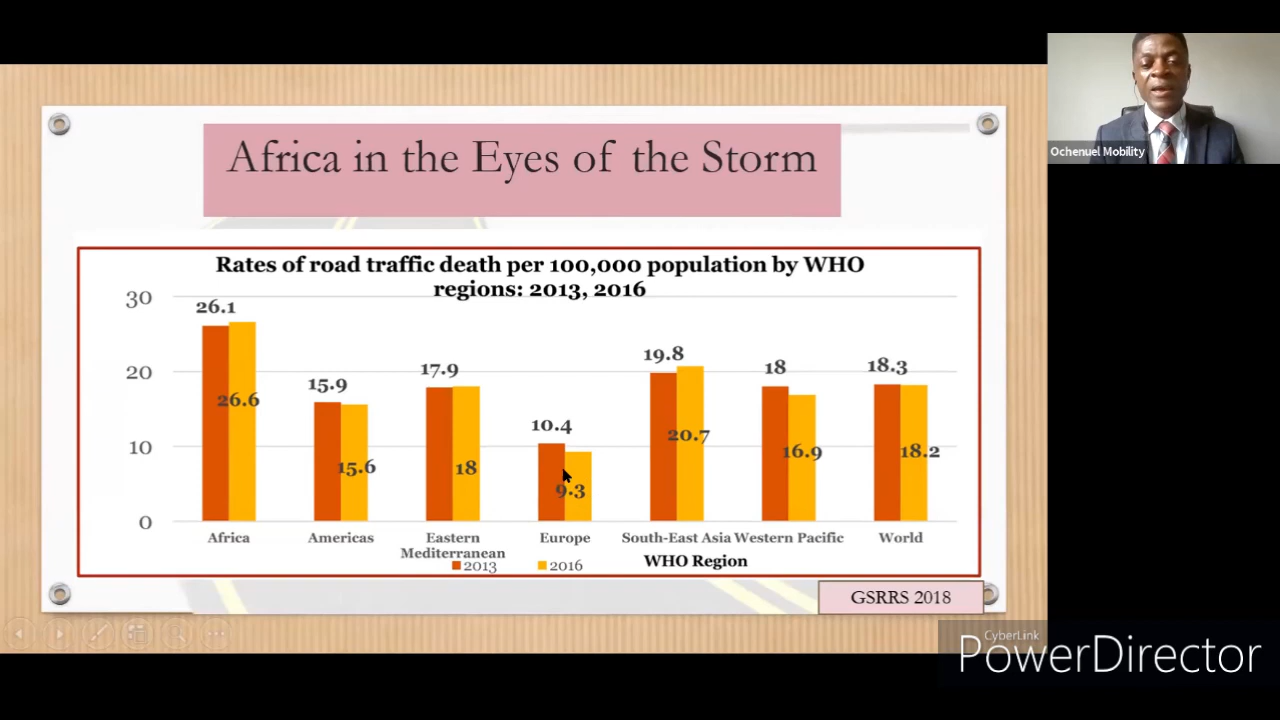 Africa in the Eyes of the Storm
Ochenuel Mobility
Rates of road traffic death per 100,000 population by WHO
regions: 2013, 2016
30
20
10
0
26.1
26.6
15.9
15.6
17.9
18
10.4
9.3
19.8
20.7
18
16.9
18.3
18.2
Africa
Americas
Eastern
Mediterranean
Europe
South-East Asia
Western Pacific
World
2013
2016
WHO Region
GSRRS 2018
CyberLink
PowerDirector